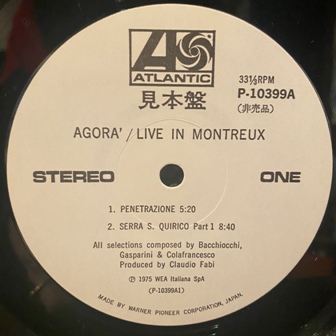 ATLANTIC
見本盤
33⅓RPM
P-10399A
(非売品)
AGORA'/LIVE IN MONTREUX
STEREO
ONE
1. PENETRAZIONE 5:20
2. SERRA S. QUIRICO Part 1 8:40
All selections composed by Bacchiocchi,
Gasparini & Colafrancesco
Produced by Claudio Fabi
Ⓟ 1975 WEA Italiana SpA
(P-10399A1)
MADE BY WARNER PIONEER CORPORATION, JAPAN.